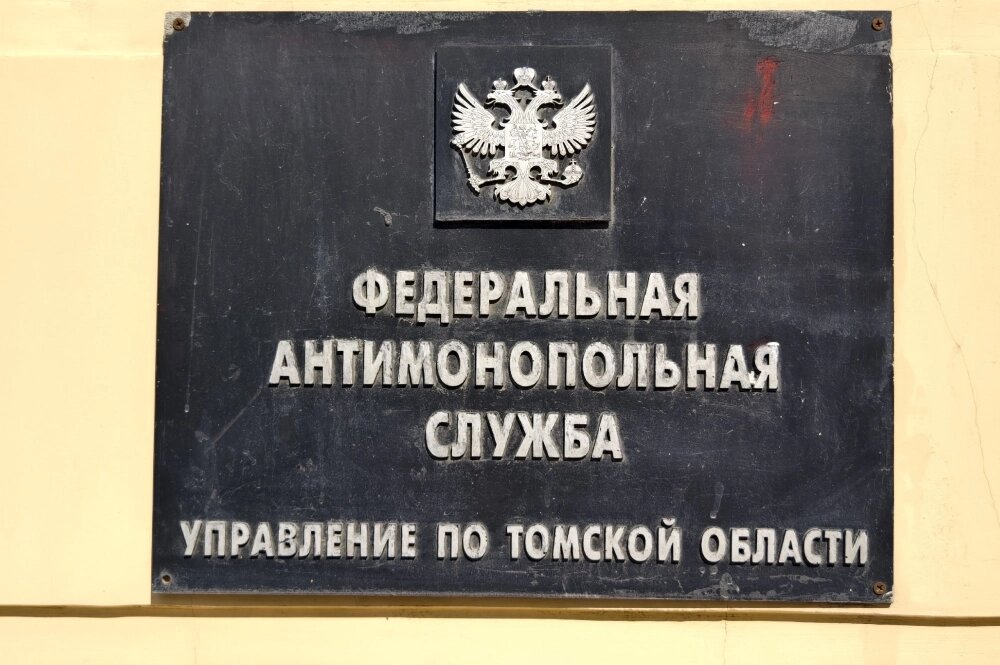 ФЕДЕРАЛЬНАЯ
АНТИМОНОПОЛЬНАЯ
СЛУЖБА
УПРАВЛЕНИЕ ПО ТОМСКОЙ ОБЛАСТИ